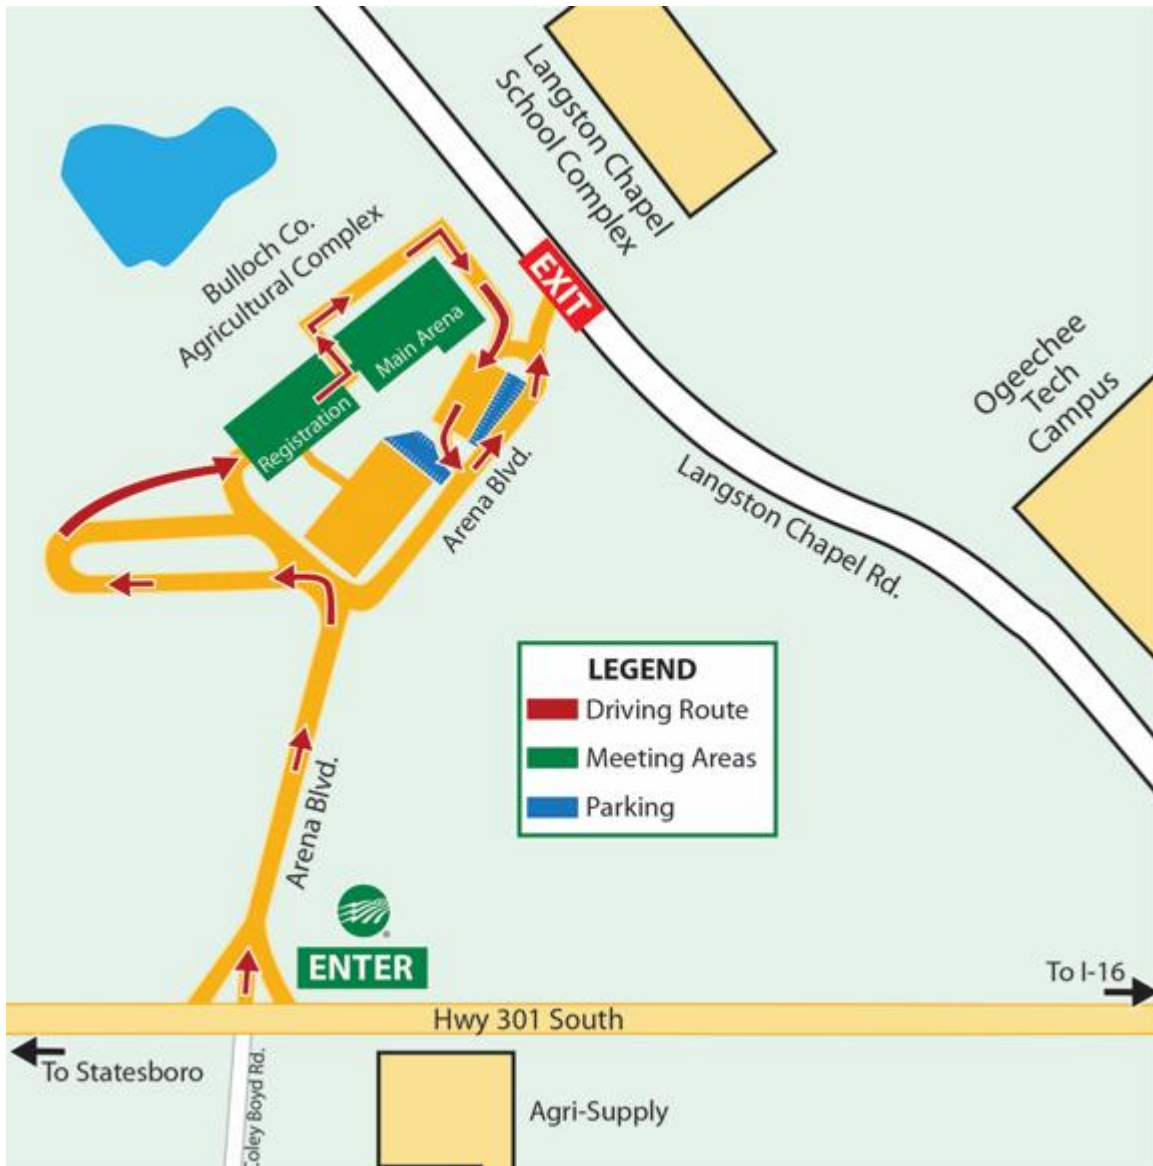 Langston Chapel
School Complex
EXIT
Bulloch Co.
Agricultural Complex
Main Arena
Registration
Arena Blvd.
Langston Chapel Rd.
Ogeechee
Tech
Campus
LEGEND
Driving Route
Meeting Areas
Parking
Arena Blvd.
®
ENTER
To I-16
Hwy 301 South
To Statesboro
Coley Boyd Rd.
Agri-Supply